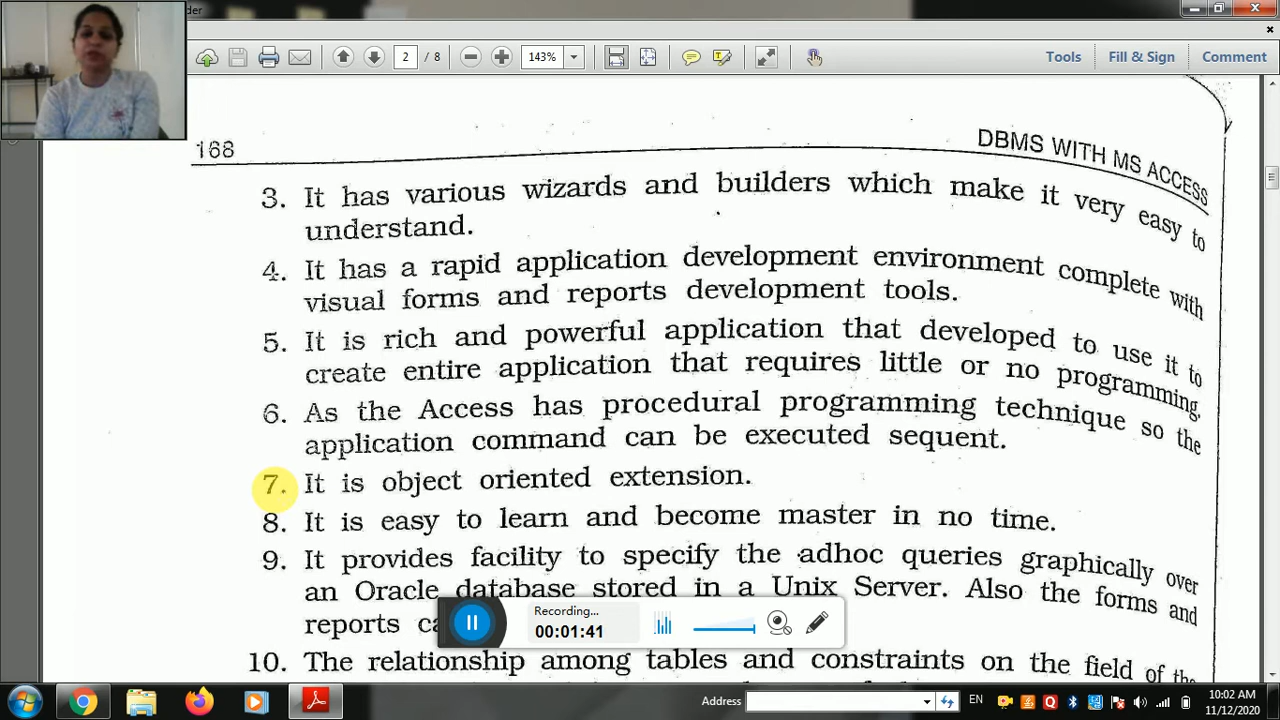 der
2 / 8
143%
Tools
Fill & Sign
Comment
168
DBMS WITH MS ACCESS
3. It has various wizards and builders which make it very easy to
understand.
4. It has a rapid application development environment complete with
visual forms and reports development tools.
5. It is rich and powerful application that developed to use it to
create entire application that requires little or no programming.
6. As the Access has procedural programming technique so the
application command can be executed sequent.
7. It is object oriented extension.
8. It is easy to learn and become master in no time.
9. It provides facility to specify the adhoc queries graphically over
an Oracle database stored in a Unix Server. Also the forms and
reports
Recording...
00:01:41
10. The relationship among tables and constraints on the field of the
Address
EN
10:02 AM
11/12/2020